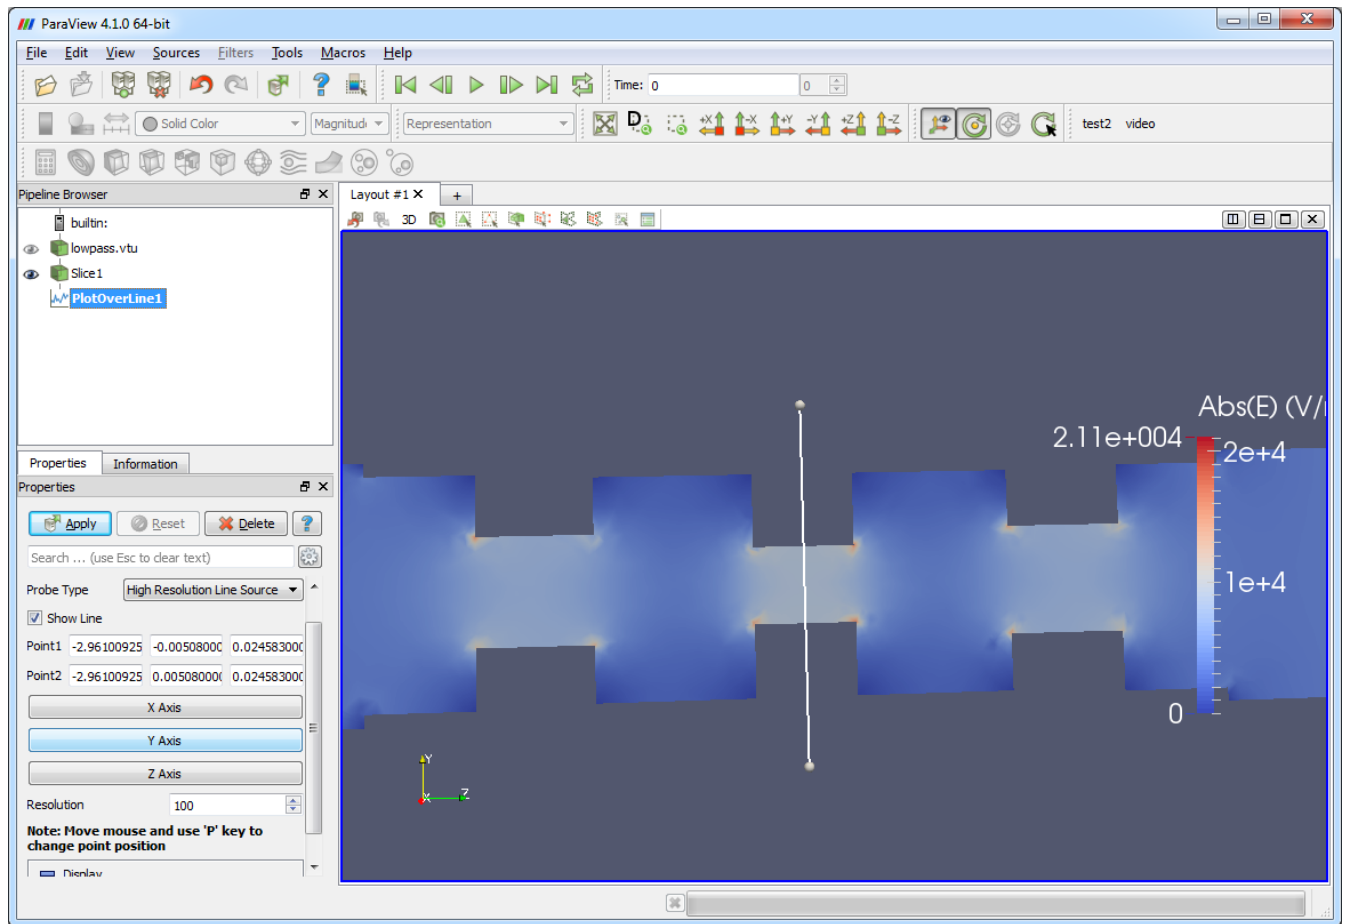 ParaView 4.1.0 64-bit
File Edit View Sources Filters Tools Macros Help
Time: 0 0
Solid Color Magnitud Representation +X -X +Y -Y +Z -Z test2 video
Pipeline Browser
Layout #1 +
3D
builtin:
lowpass.vtu
Slice1
PlotOverLine1
Abs(E) (V/
2.11e+004
2e+4
1e+4
0
Y
X Z
Properties Information
Properties
Apply Reset Delete ?
Search ... (use Esc to clear text)
Probe Type High Resolution Line Source
Show Line
Point1 -2.96100925 -0.00508000 0.02458300
Point2 -2.96100925 0.00508000 0.02458300
X Axis
Y Axis
Z Axis
Resolution 100
Note: Move mouse and use 'P' key to
change point position
Display